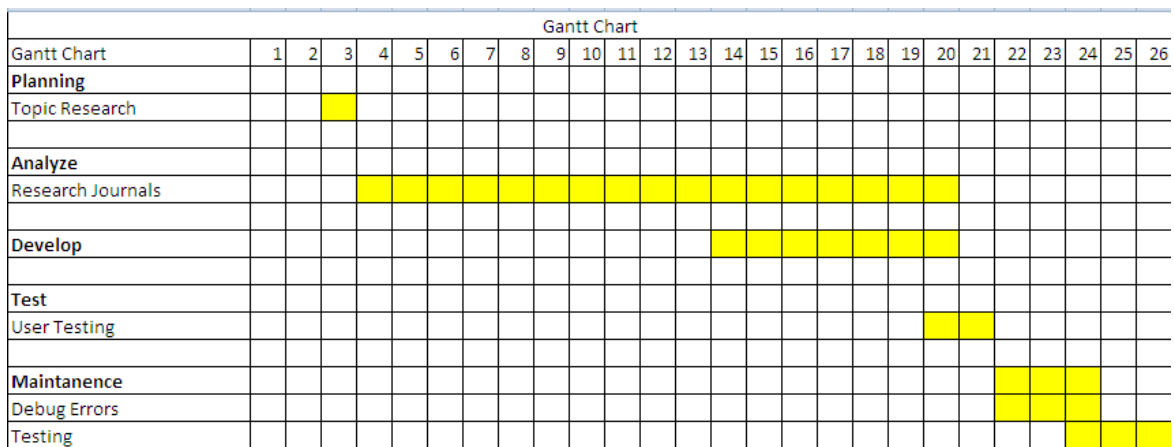 Gantt Chart
Gantt Chart 1 2 3 4 5 6 7 8 9 10 11 12 13 14 15 16 17 18 19 20 21 22 23 24 25 26
Planning
Topic Research
Analyze
Research Journals
Develop
Test
User Testing
Maintanence
Debug Errors
Testing